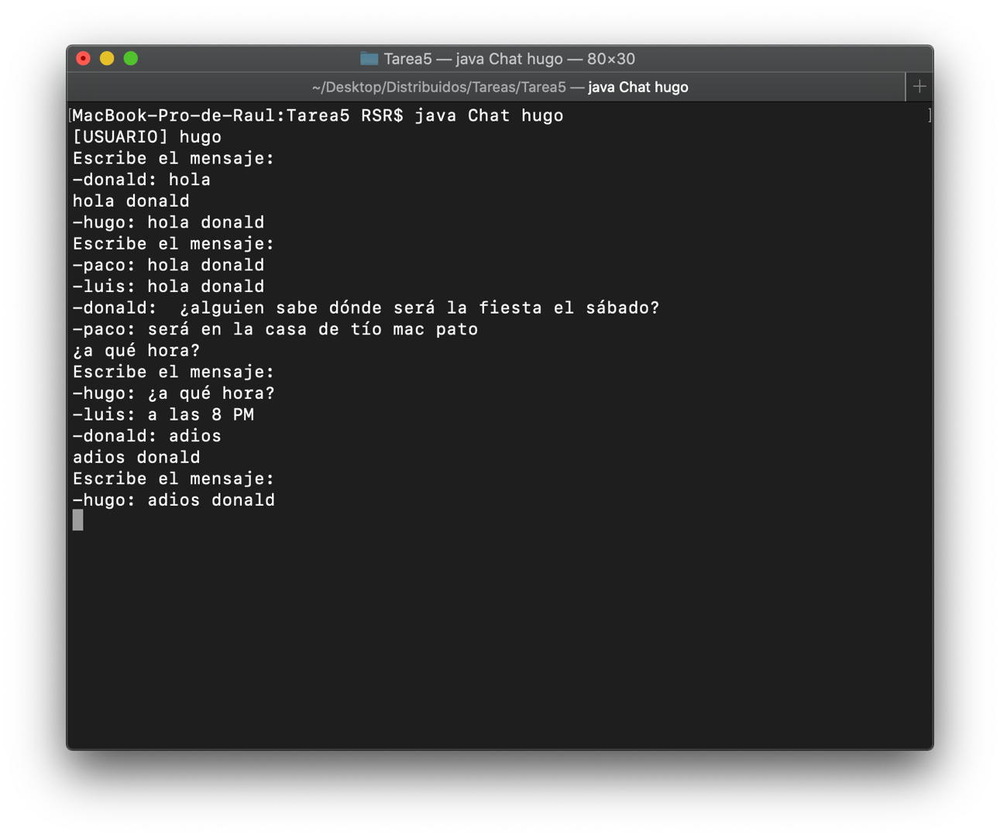 Tarea5 — java Chat hugo — 80×30
~/Desktop/Distribuidos/Tareas/Tarea5 — java Chat hugo +
[MacBook-Pro-de-Raul:Tarea5 RSR$ java Chat hugo ]
[USUARIO] hugo
Escribe el mensaje:
-donald: hola
hola donald
-hugo: hola donald
Escribe el mensaje:
-paco: hola donald
-luis: hola donald
-donald:  ¿alguien sabe dónde será la fiesta el sábado?
-paco: será en la casa de tío mac pato
¿a qué hora?
Escribe el mensaje:
-hugo: ¿a qué hora?
-luis: a las 8 PM
-donald: adios
adios donald
Escribe el mensaje:
-hugo: adios donald